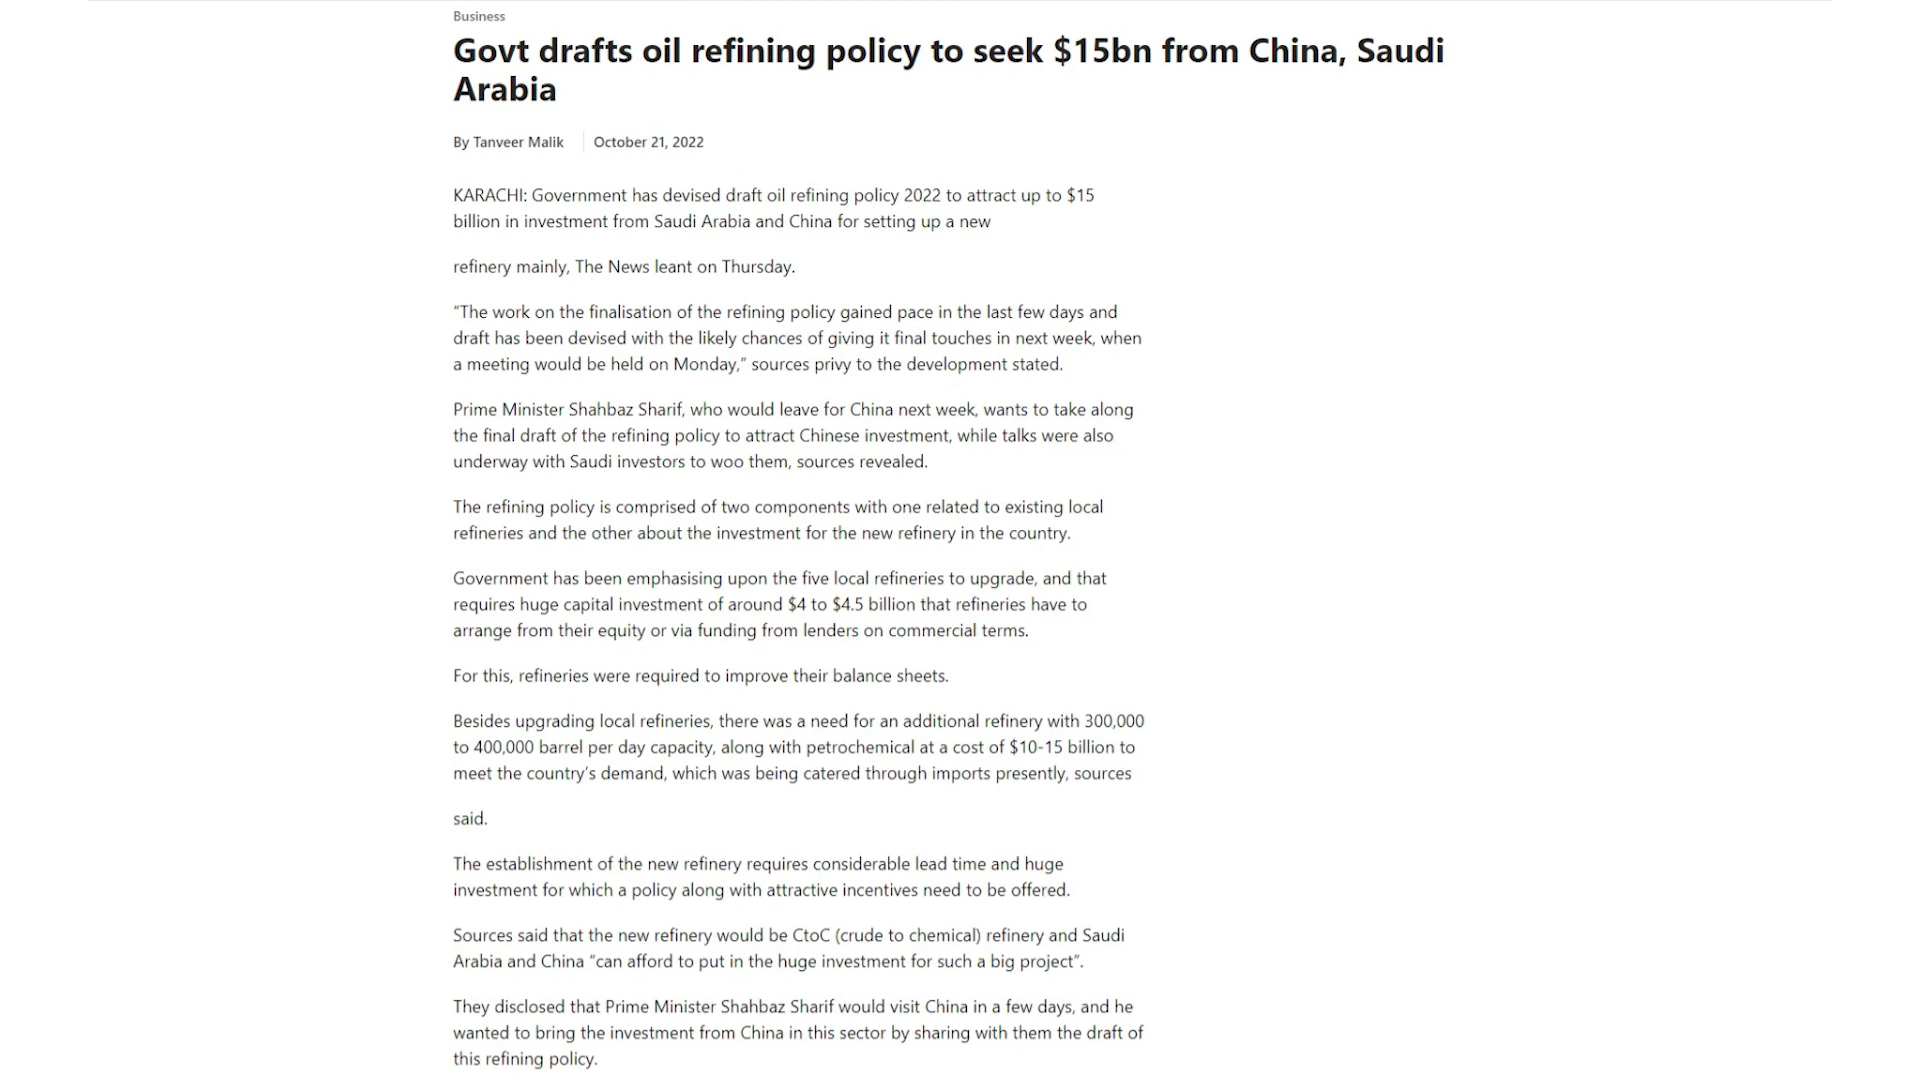 Business
Govt drafts oil refining policy to seek $15bn from China, Saudi
Arabia
By Tanveer Malik
October 21, 2022
KARACHI: Government has devised draft oil refining policy 2022 to attract up to $15
billion in investment from Saudi Arabia and China for setting up a new
refinery mainly, The News leant on Thursday.
“The work on the finalisation of the refining policy gained pace in the last few days and
draft has been devised with the likely chances of giving it final touches in next week, when
a meeting would be held on Monday,” sources privy to the development stated.
Prime Minister Shahbaz Sharif, who would leave for China next week, wants to take along
the final draft of the refining policy to attract Chinese investment, while talks were also
underway with Saudi investors to woo them, sources revealed.
The refining policy is comprised of two components with one related to existing local
refineries and the other about the investment for the new refinery in the country.
Government has been emphasising upon the five local refineries to upgrade, and that
requires huge capital investment of around $4 to $4.5 billion that refineries have to
arrange from their equity or via funding from lenders on commercial terms.
For this, refineries were required to improve their balance sheets.
Besides upgrading local refineries, there was a need for an additional refinery with 300,000
to 400,000 barrel per day capacity, along with petrochemical at a cost of $10-15 billion to
meet the country’s demand, which was being catered through imports presently, sources
said.
The establishment of the new refinery requires considerable lead time and huge
investment for which a policy along with attractive incentives need to be offered.
Sources said that the new refinery would be CtoC (crude to chemical) refinery and Saudi
Arabia and China “can afford to put in the huge investment for such a big project”.
They disclosed that Prime Minister Shahbaz Sharif would visit China in a few days, and he
wanted to bring the investment from China in this sector by sharing with them the draft of
this refining policy.